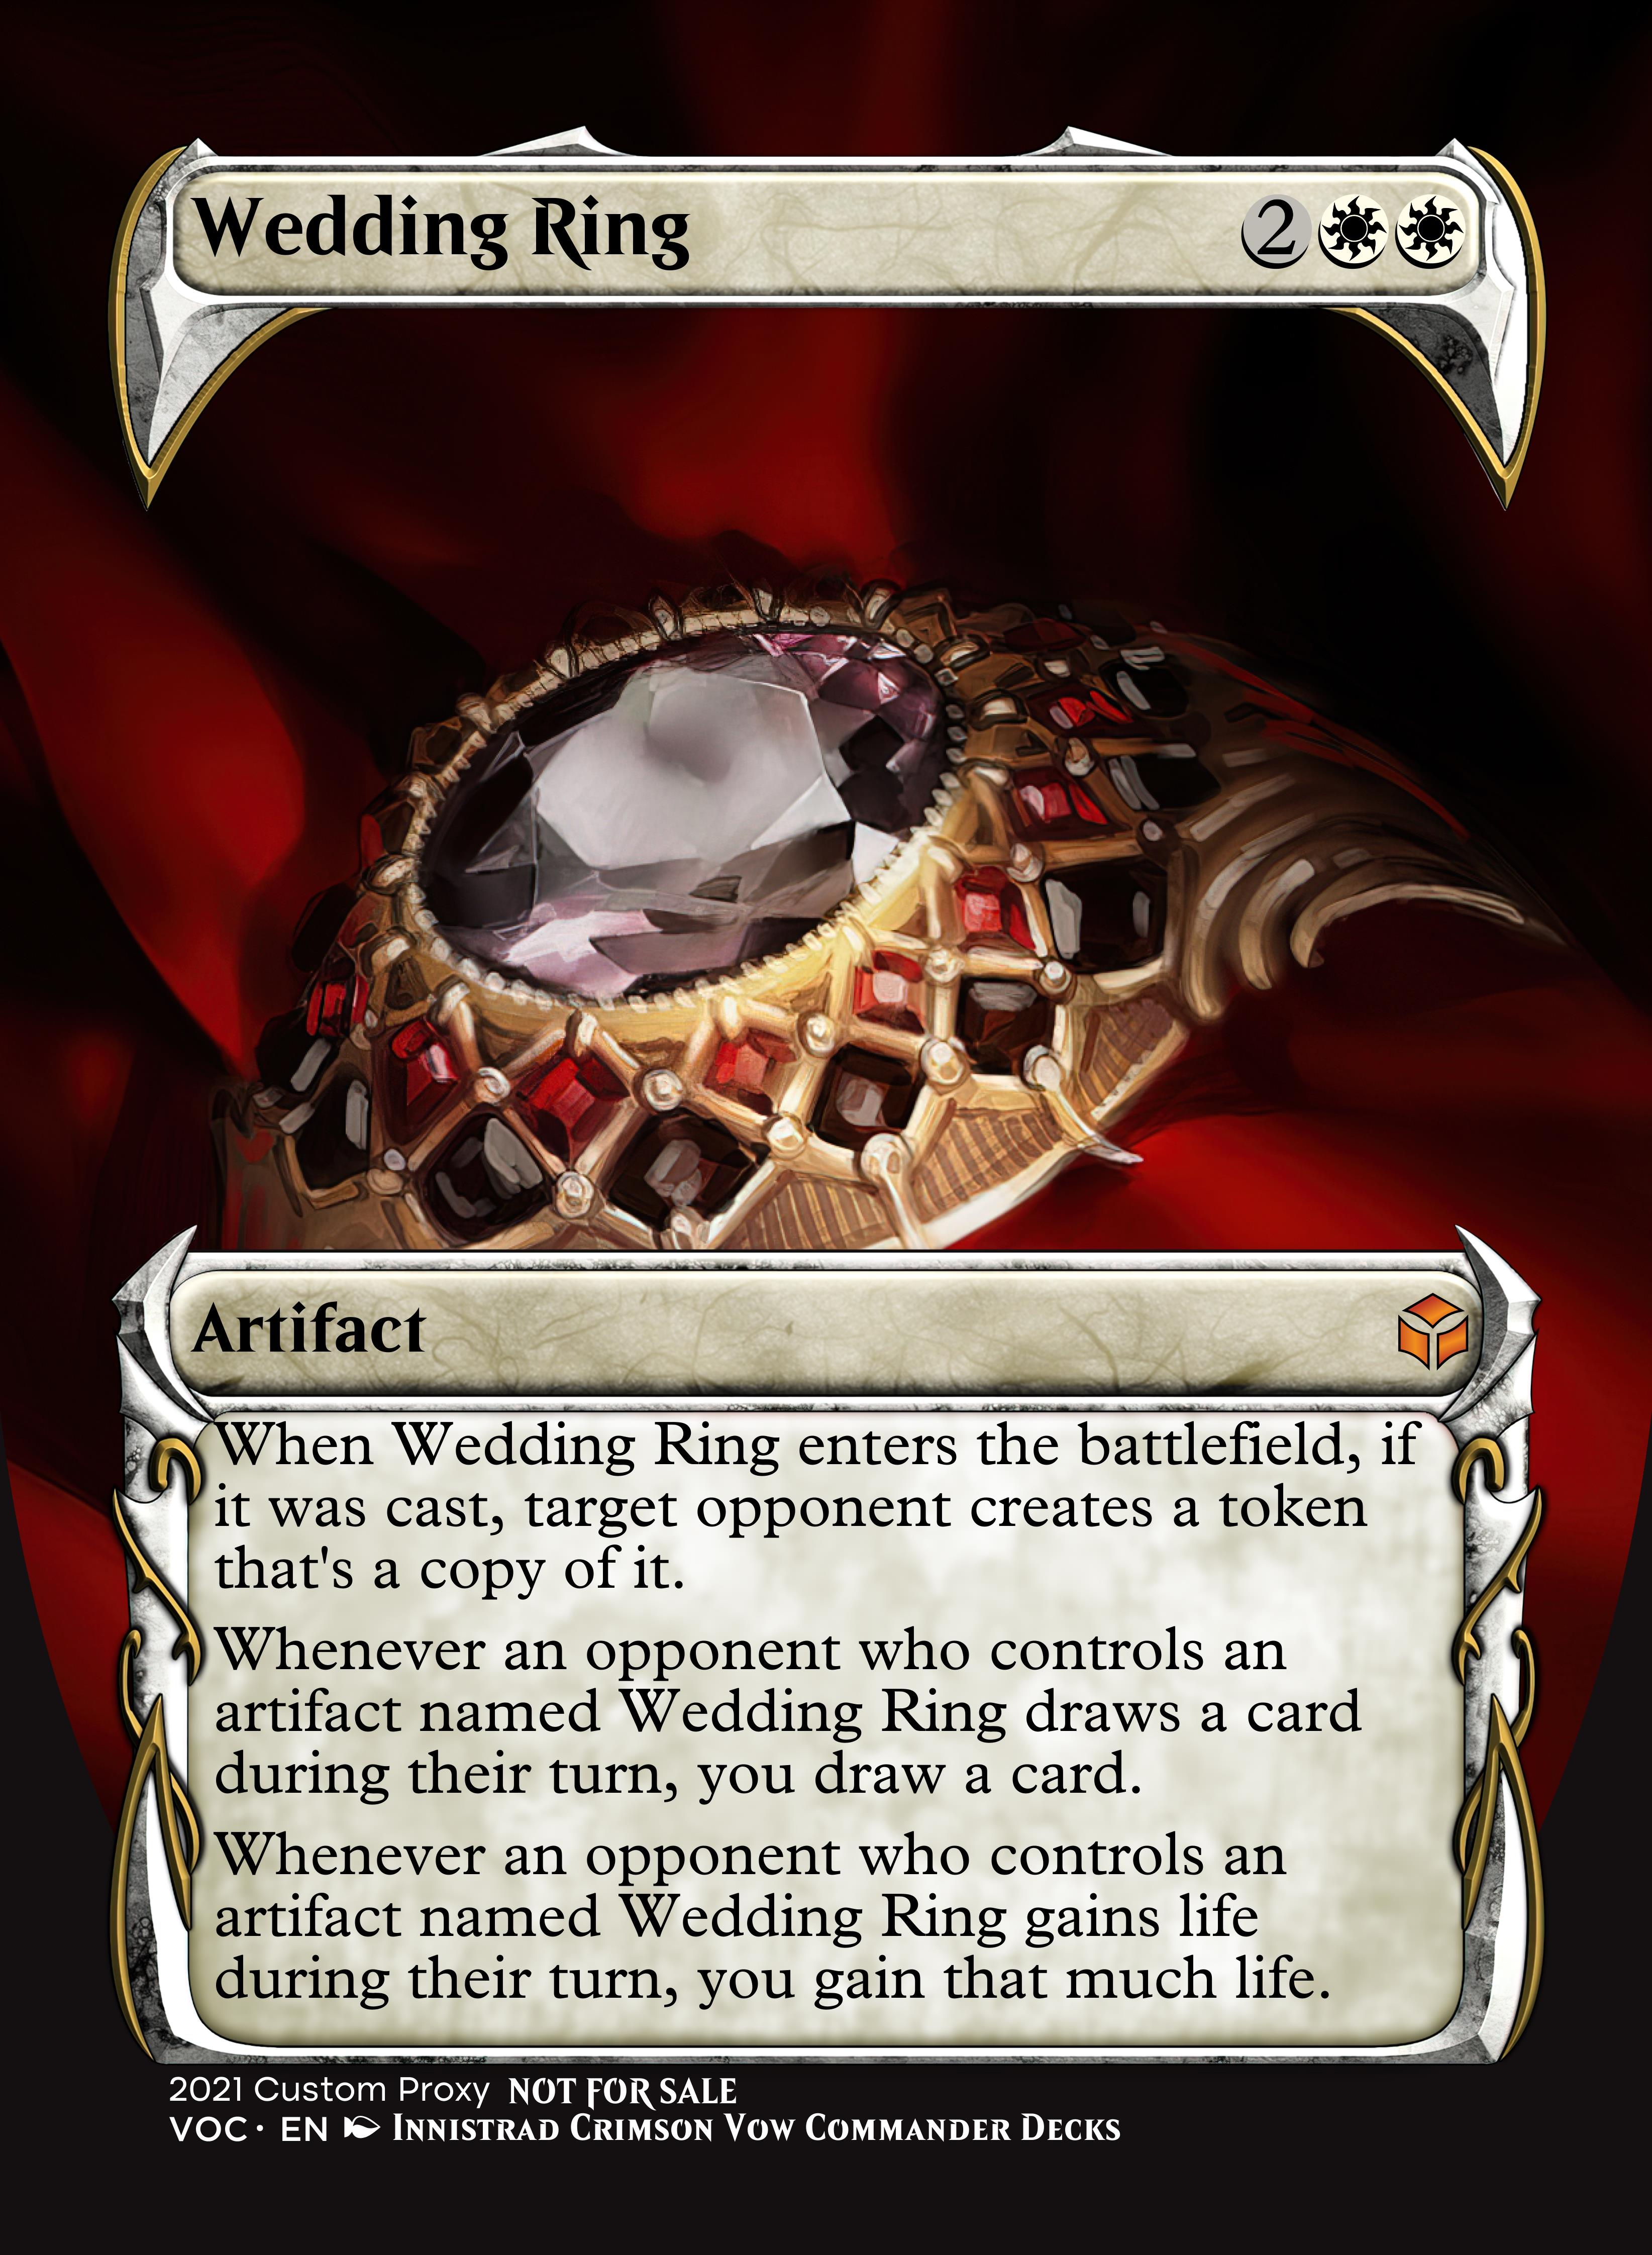 Wedding Ring 2
Artifact
When Wedding Ring enters the battlefield, if
it was cast, target opponent creates a token
that's a copy of it.
Whenever an opponent who controls an
artifact named Wedding Ring draws a card
during their turn, you draw a card.
Whenever an opponent who controls an
artifact named Wedding Ring gains life
during their turn, you gain that much life.
2021 Custom Proxy NOT FOR SALE
VOC • EN Innistrad Crimson Vow Commander Decks